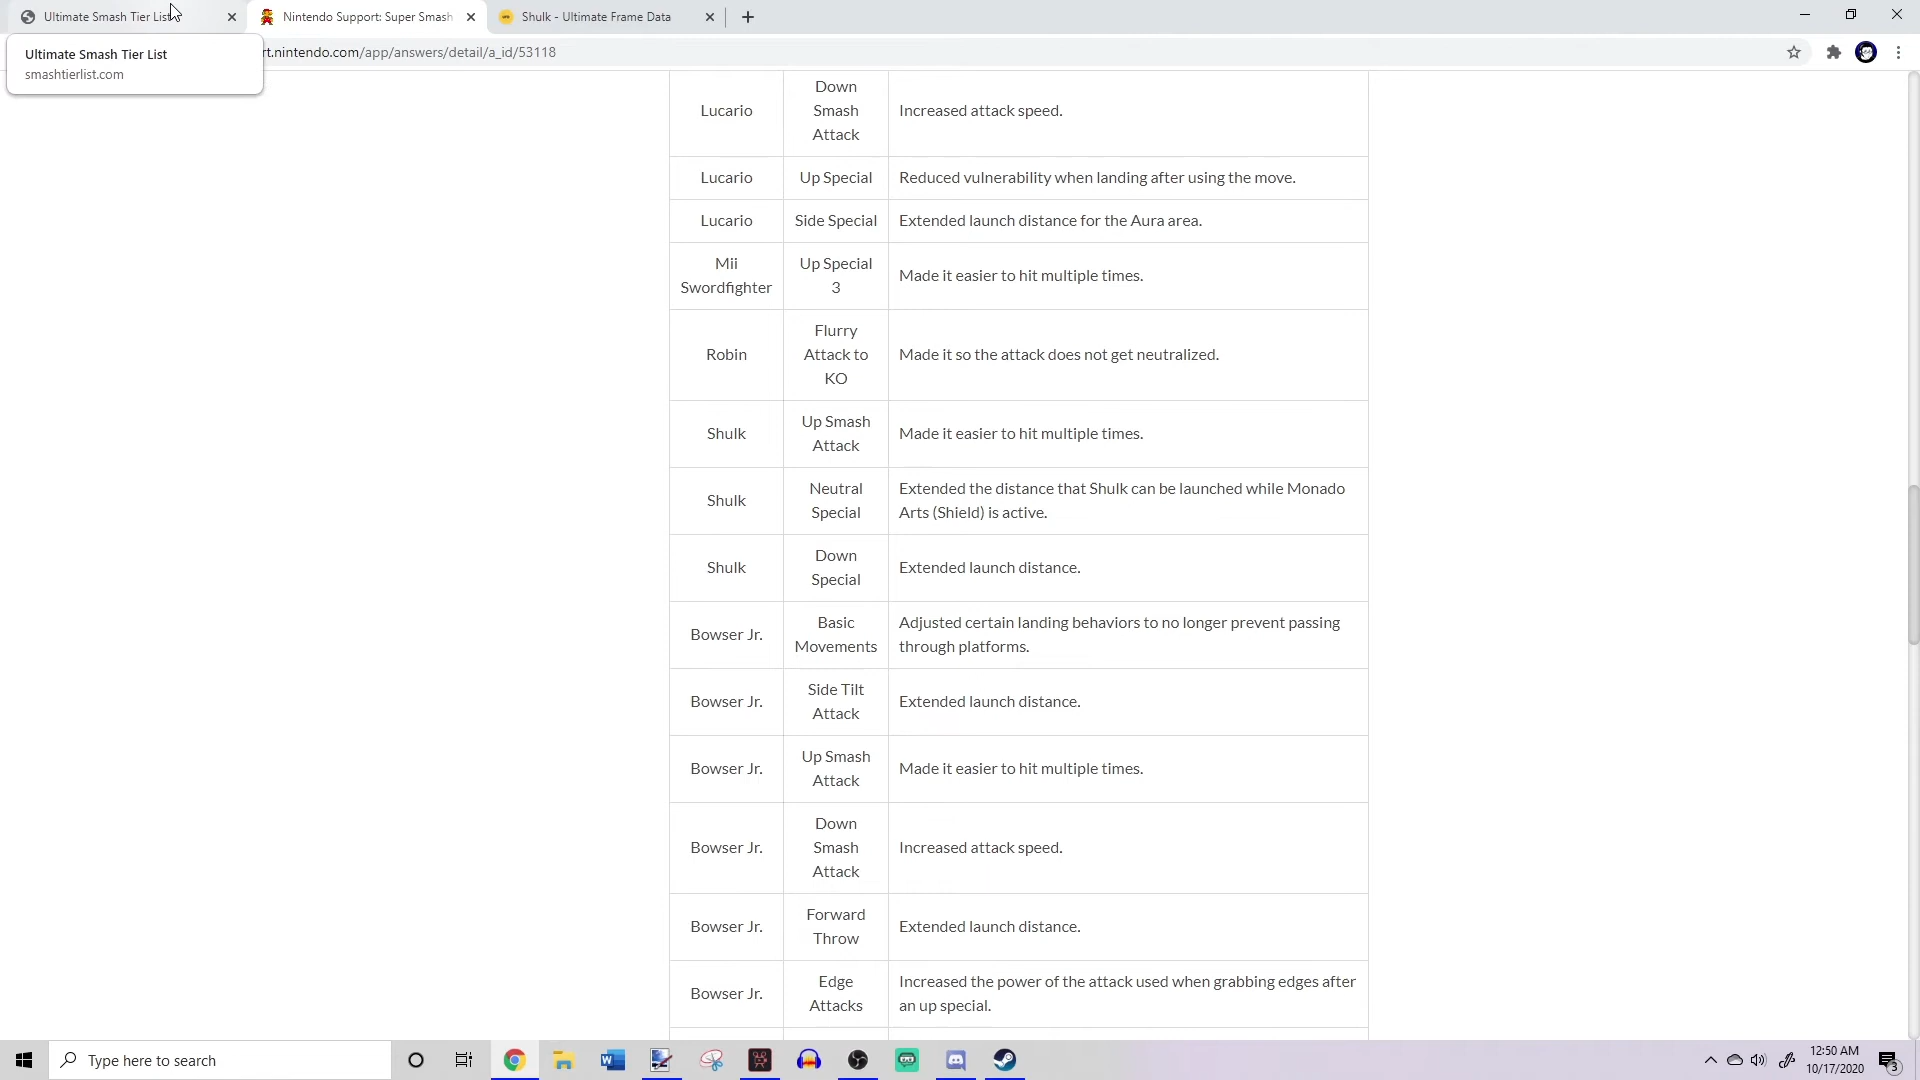 Ultimate Smash Tier List
Nintendo Support: Super Smash
Shulk - Ultimate Frame Data
Ultimate Smash Tier List
smashtierlist.com
rt.nintendo.com/app/answers/detail/a_id/53118
Lucario
Down
Smash
Attack
Increased attack speed.
Lucario
Up Special
Reduced vulnerability when landing after using the move.
Lucario
Side Special
Extended launch distance for the Aura area.
Mii
Swordfighter
Up Special
3
Made it easier to hit multiple times.
Robin
Flurry
Attack to
KO
Made it so the attack does not get neutralized.
Shulk
Up Smash
Attack
Made it easier to hit multiple times.
Shulk
Neutral
Special
Extended the distance that Shulk can be launched while Monado
Arts (Shield) is active.
Shulk
Down
Special
Extended launch distance.
Bowser Jr.
Basic
Movements
Adjusted certain landing behaviors to no longer prevent passing
through platforms.
Bowser Jr.
Side Tilt
Attack
Extended launch distance.
Bowser Jr.
Up Smash
Attack
Made it easier to hit multiple times.
Bowser Jr.
Down
Smash
Attack
Increased attack speed.
Bowser Jr.
Forward
Throw
Extended launch distance.
Bowser Jr.
Edge
Attacks
Increased the power of the attack used when grabbing edges after
an up special.
Type here to search
12:50 AM
10/17/2020
3